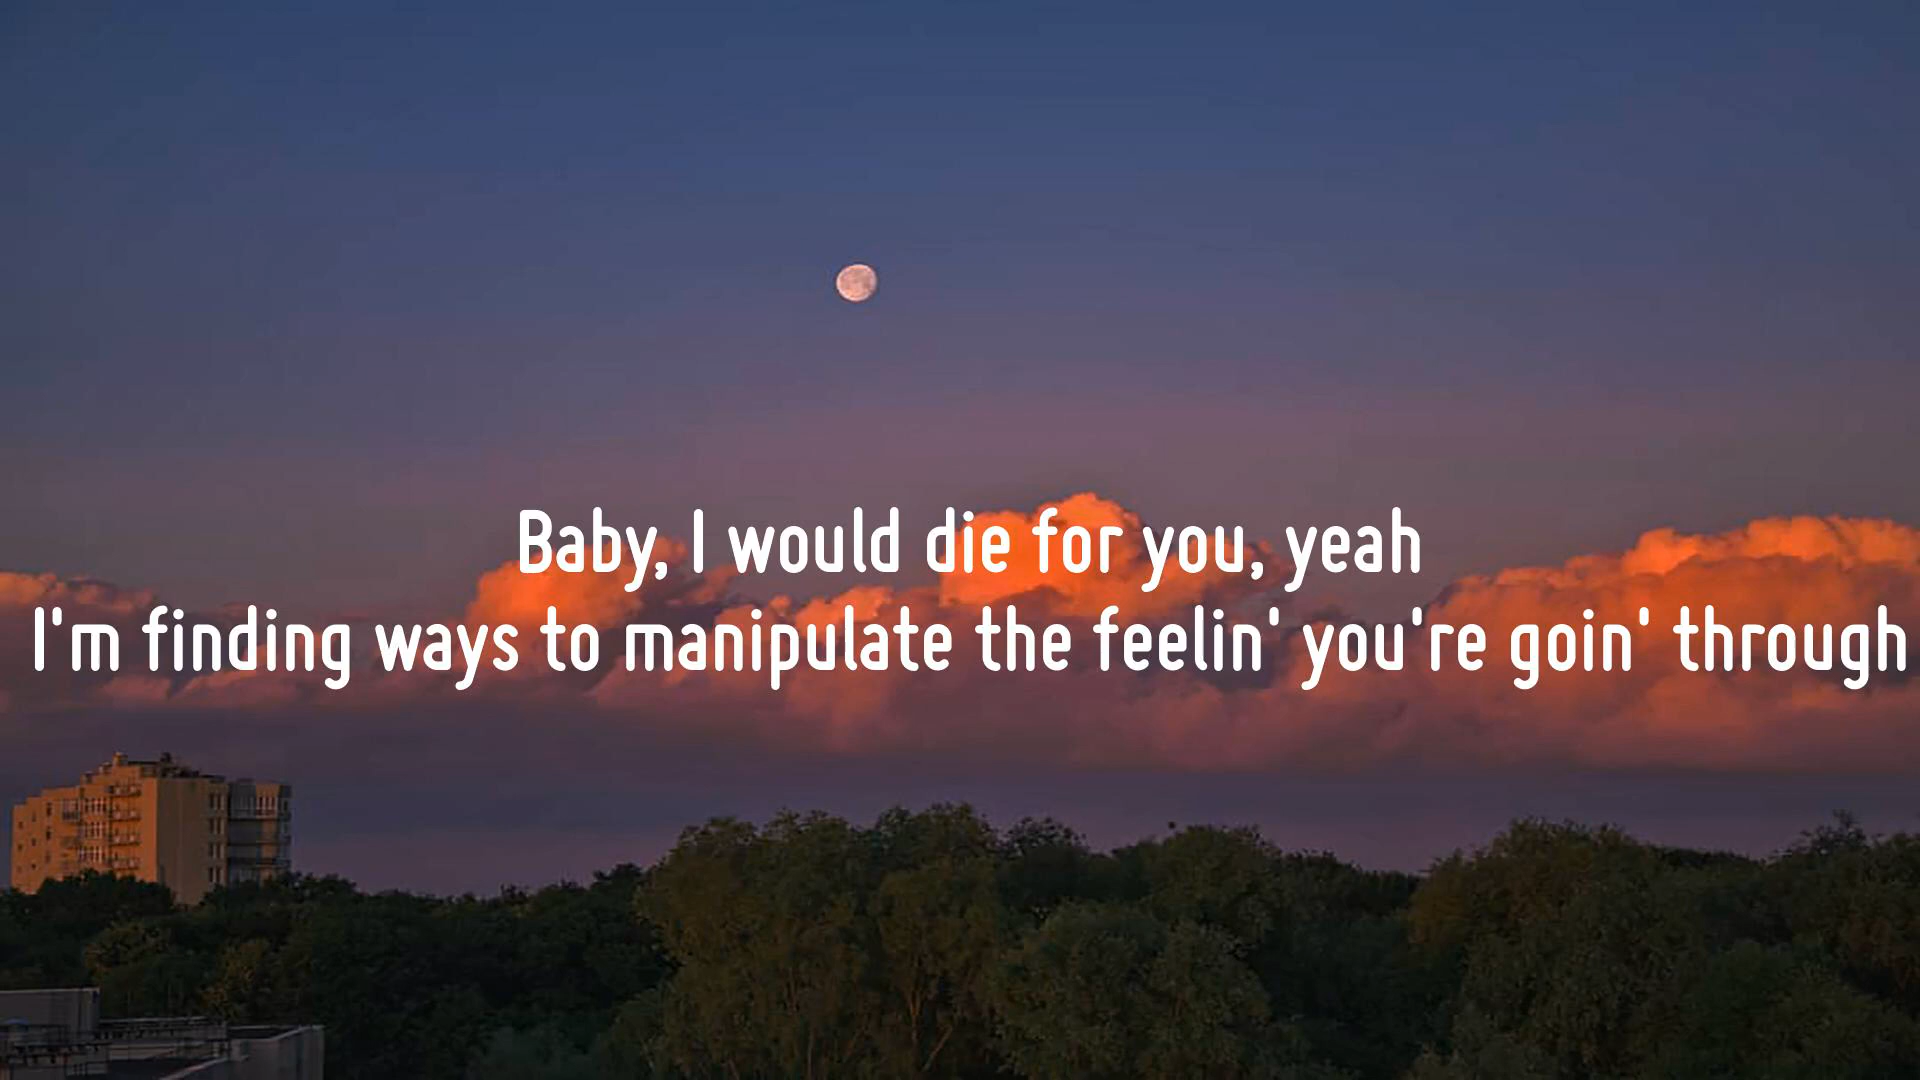 Baby, I would die for you, yeah
I'm finding ways to manipulate the feelin' you're goin' through